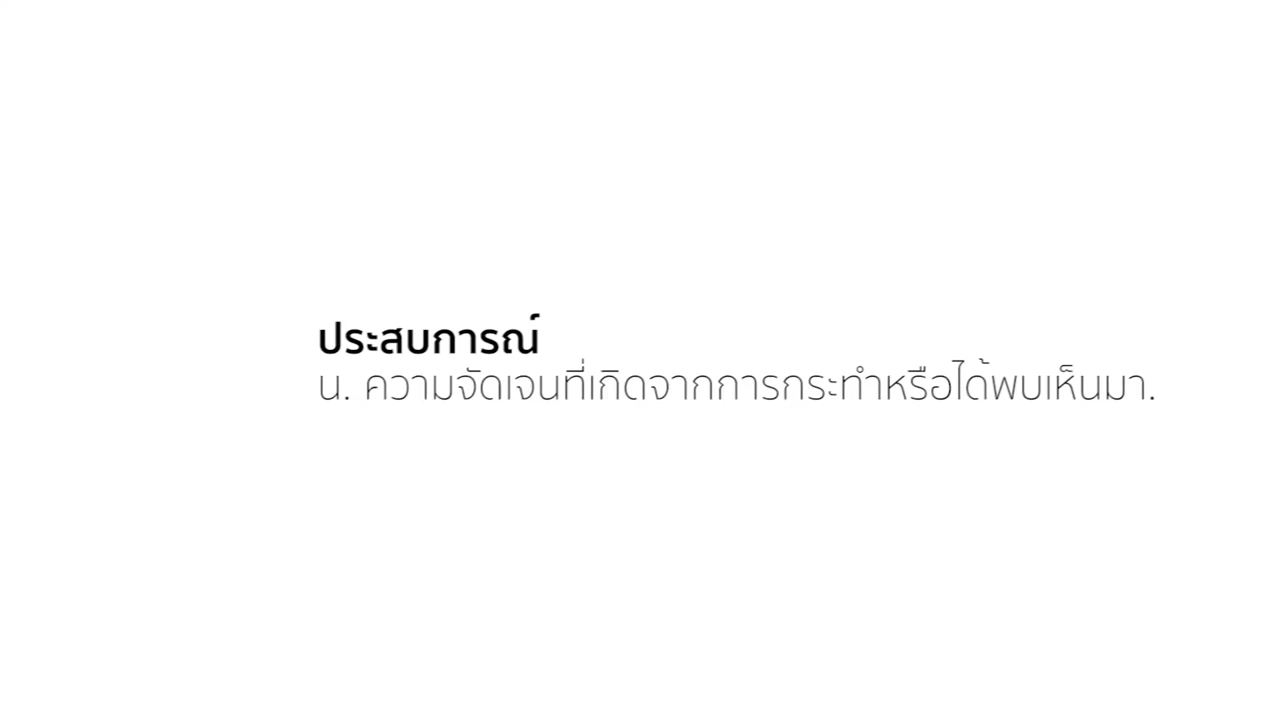 ประสบการณ์
น. ความจัดเจนที่เกิดจากการกระทำหรือได้พบเห็นมา.